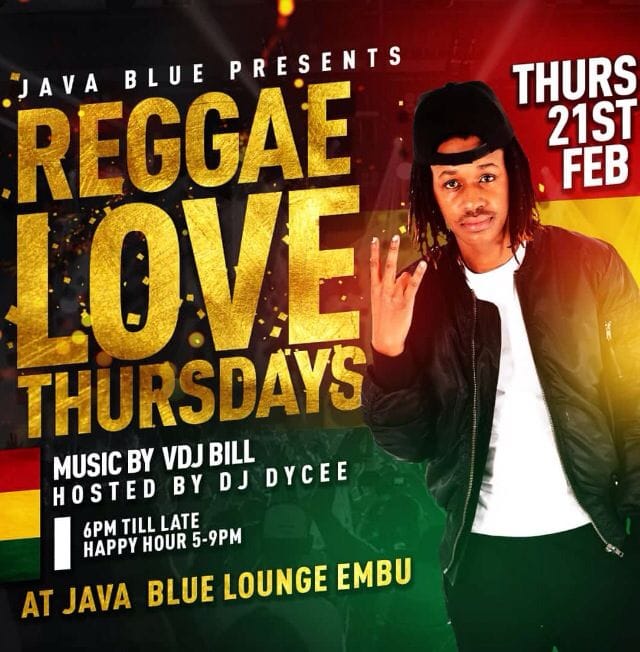 JAVA BLUE PRESENTS
REGGAE
LOVE
THURSDAYS
THURS
21ST
FEB
MUSIC BY VDJ BILL
HOSTED BY DJ DYCEE
6PM TILL LATE
HAPPY HOUR 5-9PM
AT JAVA BLUE LOUNGE EMBU